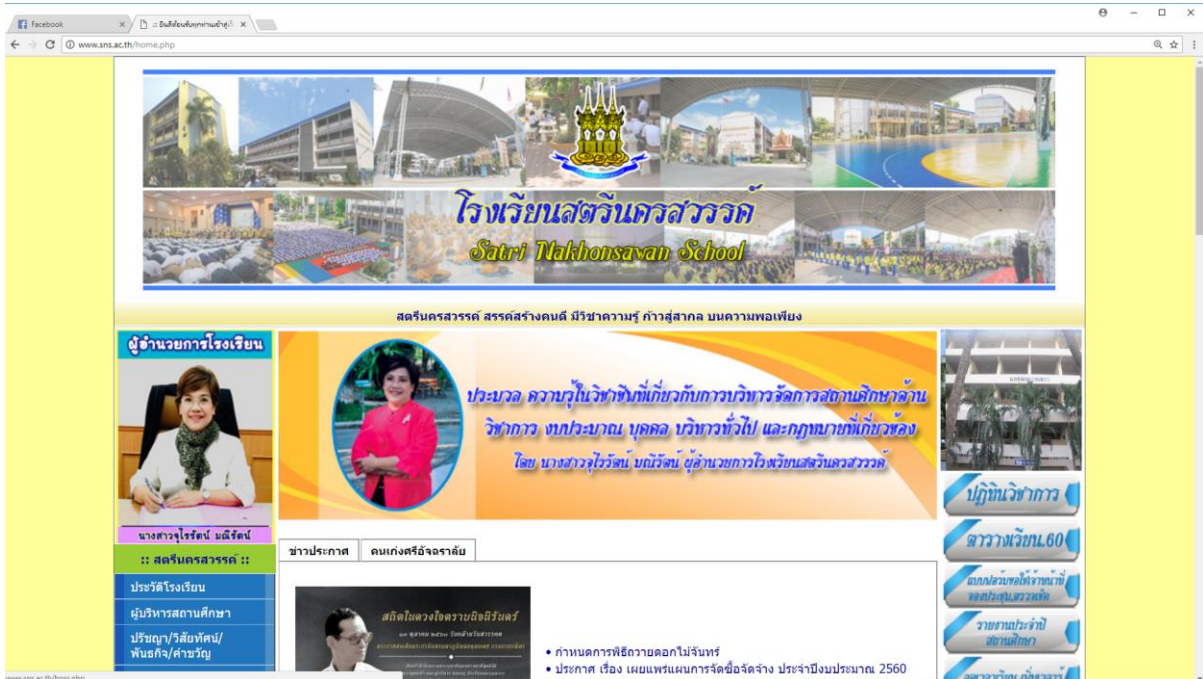 Facebook
www.sns.ac.th/home.php
โรงเรียนสตรีนครสวรรค์
Satri Nakhonsawan School
สตรีนครสวรรค์ สรรค์สร้างคนดี มีวิชาความรู้ ก้าวสู่สากล บนความพอเพียง
ผู้อำนวยการโรงเรียน
นางสาวจุไรรัตน์ มณีรัตน์
:: สตรีนครสวรรค์ ::
ประวัติโรงเรียน
ผู้บริหารสถานศึกษา
ปรัชญา/วิสัยทัศน์/
พันธกิจ/ค่าขวัญ
ประมวล ความรู้ในวิชาชีพที่เกี่ยวกับการบริหารจัดการสถานศึกษาด้าน
วิชาการ งบประมาณ บุคคล บริหารทั่วไป และกฎหมายที่เกี่ยวข้อง
โดย นางสาวจุไรรัตน์ มณีรัตน์ ผู้อำนวยการโรงเรียนสตรีนครสวรรค์
ข่าวประกาศ
คนเก่งศรีอัจฉราลัย
สถิตในดวงใจตราบนิจนิรันดร์
• กำหนดการพิธีถวายดอกไม้จันทร์
• ประกาศ เรื่อง เผยแพร่แผนการจัดซื้อจัดจ้าง ประจำปีงบประมาณ 2560
ปฏิทินวิชาการ
ตารางเรียน.60
รายงานประจำปี
สถานศึกษา
www.sns.ac.th/boss.php